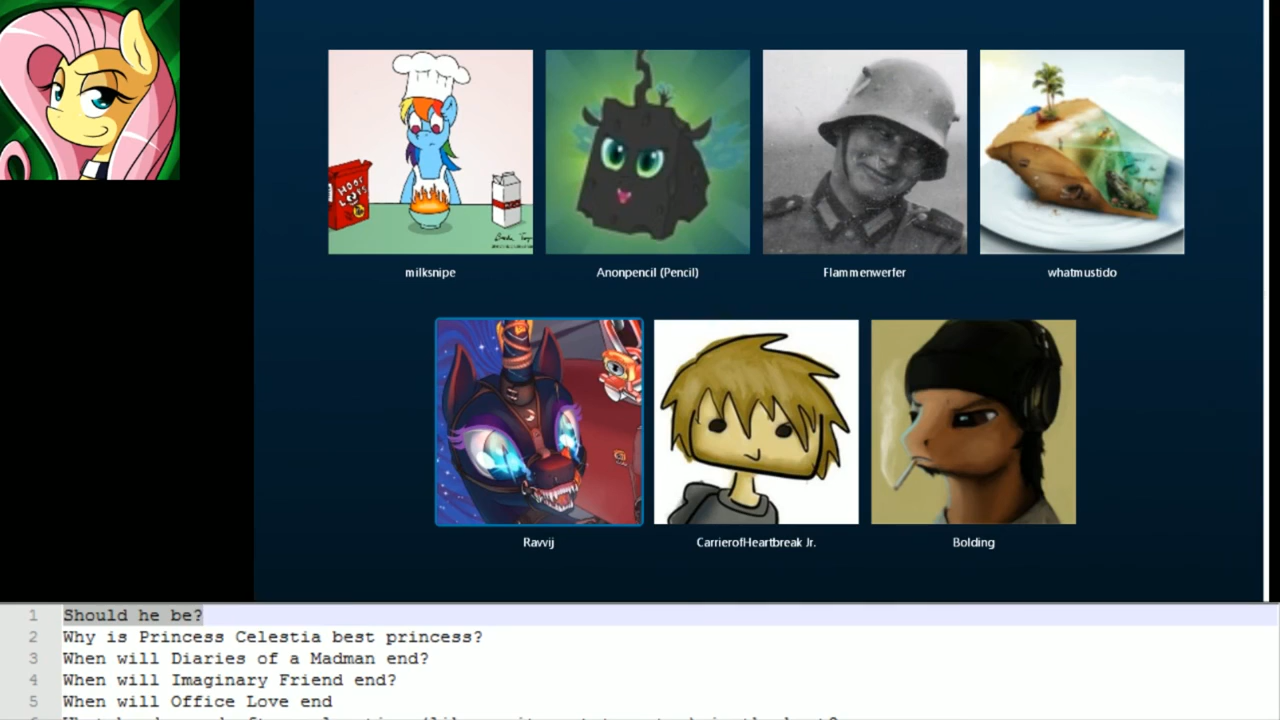 milksnipe
Anonpencil (Pencil)
Flammenwerfer
whatmustido
Ravvij
CarrierofHeartbreak Jr.
Bolding
1 Should he be?
2 Why is Princess Celestia best princess?
3 When will Diaries of a Madman end?
4 When will Imaginary Friend end?
5 When will Office Love end